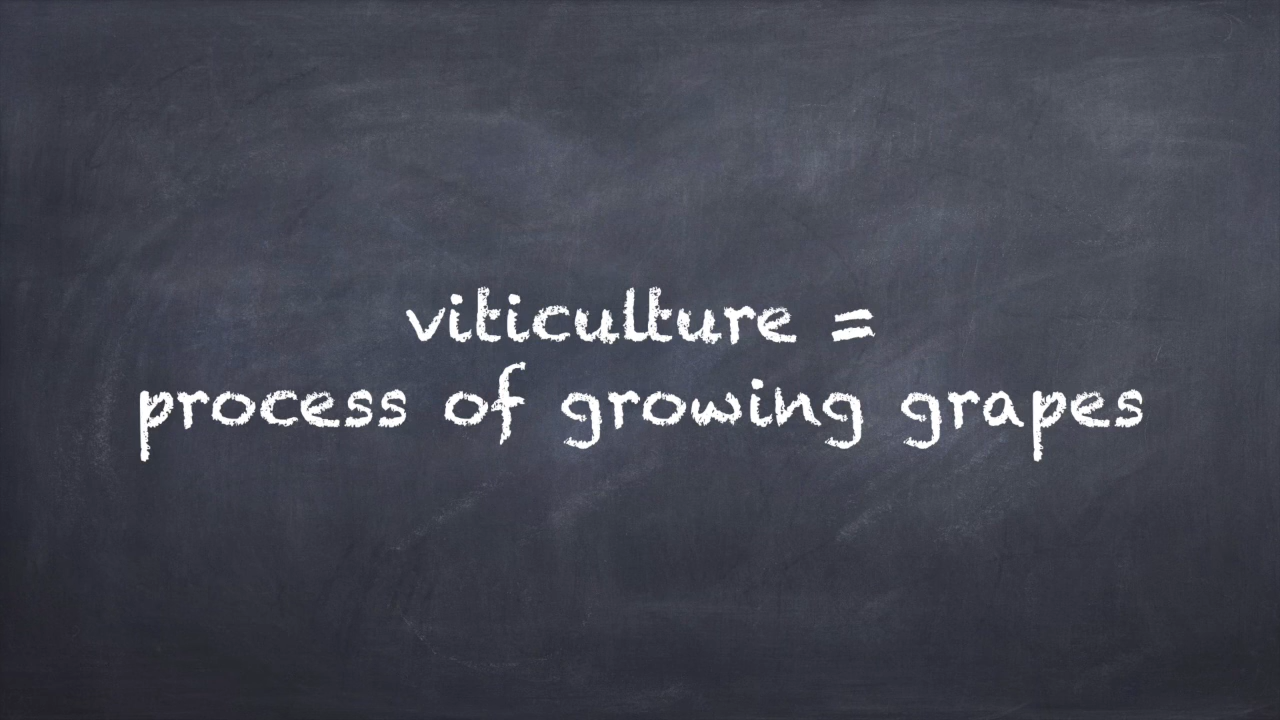 viticulture =
process of growing grapes